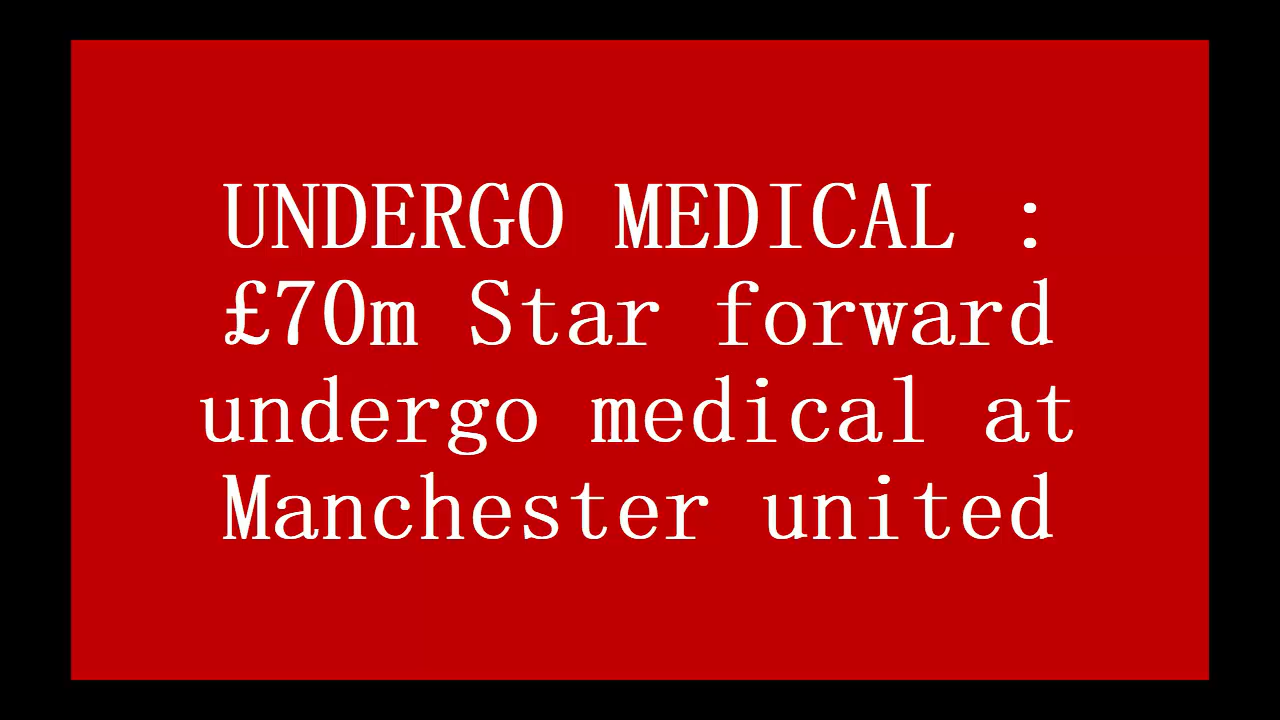 UNDERGO MEDICAL :
£70m Star forward
undergo medical at
Manchester united